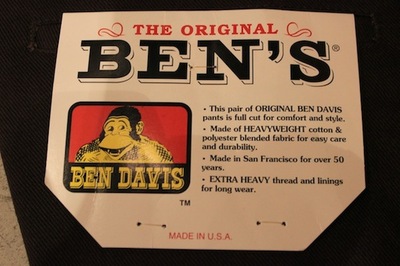 THE ORIGINAL
BEN'S®
• This pair of ORIGINAL BEN DAVIS
pants is full cut for comfort and style.
• Made of HEAVYWEIGHT cotton &
polyester blended fabric for easy care
and durability.
• Made in San Francisco for over 50
years.
• EXTRA HEAVY thread and linings
for long wear.
BEN DAVIS
TM
MADE IN U.S.A.